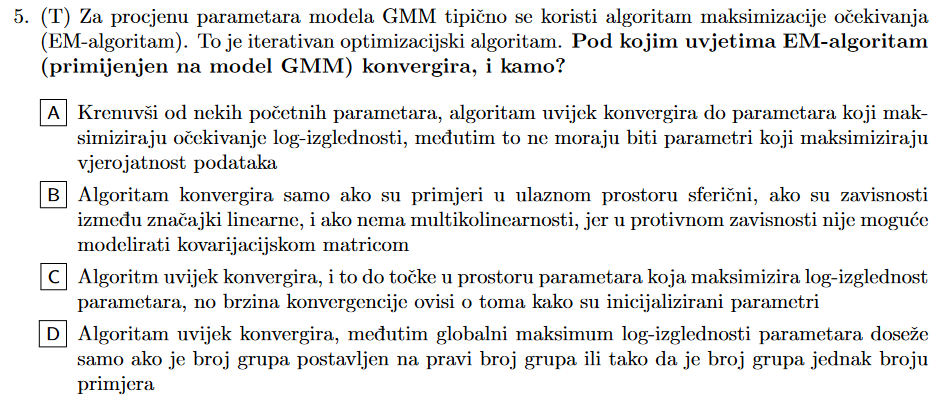 5. (T) Za procjenu parametara modela GMM tipično se koristi algoritam maksimizacije očekivanja
(EM-algoritam). To je iterativan optimizacijski algoritam. Pod kojim uvjetima EM-algoritam
(primijenjen na model GMM) konvergira, i kamo?
A Krenuvši od nekih početnih parametara, algoritam uvijek konvergira do parametara koji mak-
simiziraju očekivanje log-izglednosti, međutim to ne moraju biti parametri koji maksimiziraju
vjerojatnost podataka
B Algoritam konvergira samo ako su primjeri u ulaznom prostoru sferični, ako su zavisnosti
između značajki linearne, i ako nema multikolinearnosti, jer u protivnom zavisnosti nije moguće
modelirati kovarijacijskom matricom
C Algoritm uvijek konvergira, i to do točke u prostoru parametara koja maksimizira log-izglednost
parametara, no brzina konvergencije ovisi o toma kako su inicijalizirani parametri
D Algoritam uvijek konvergira, međutim globalni maksimum log-izglednosti parametara doseže
samo ako je broj grupa postavljen na pravi broj grupa ili tako da je broj grupa jednak broju
primjera